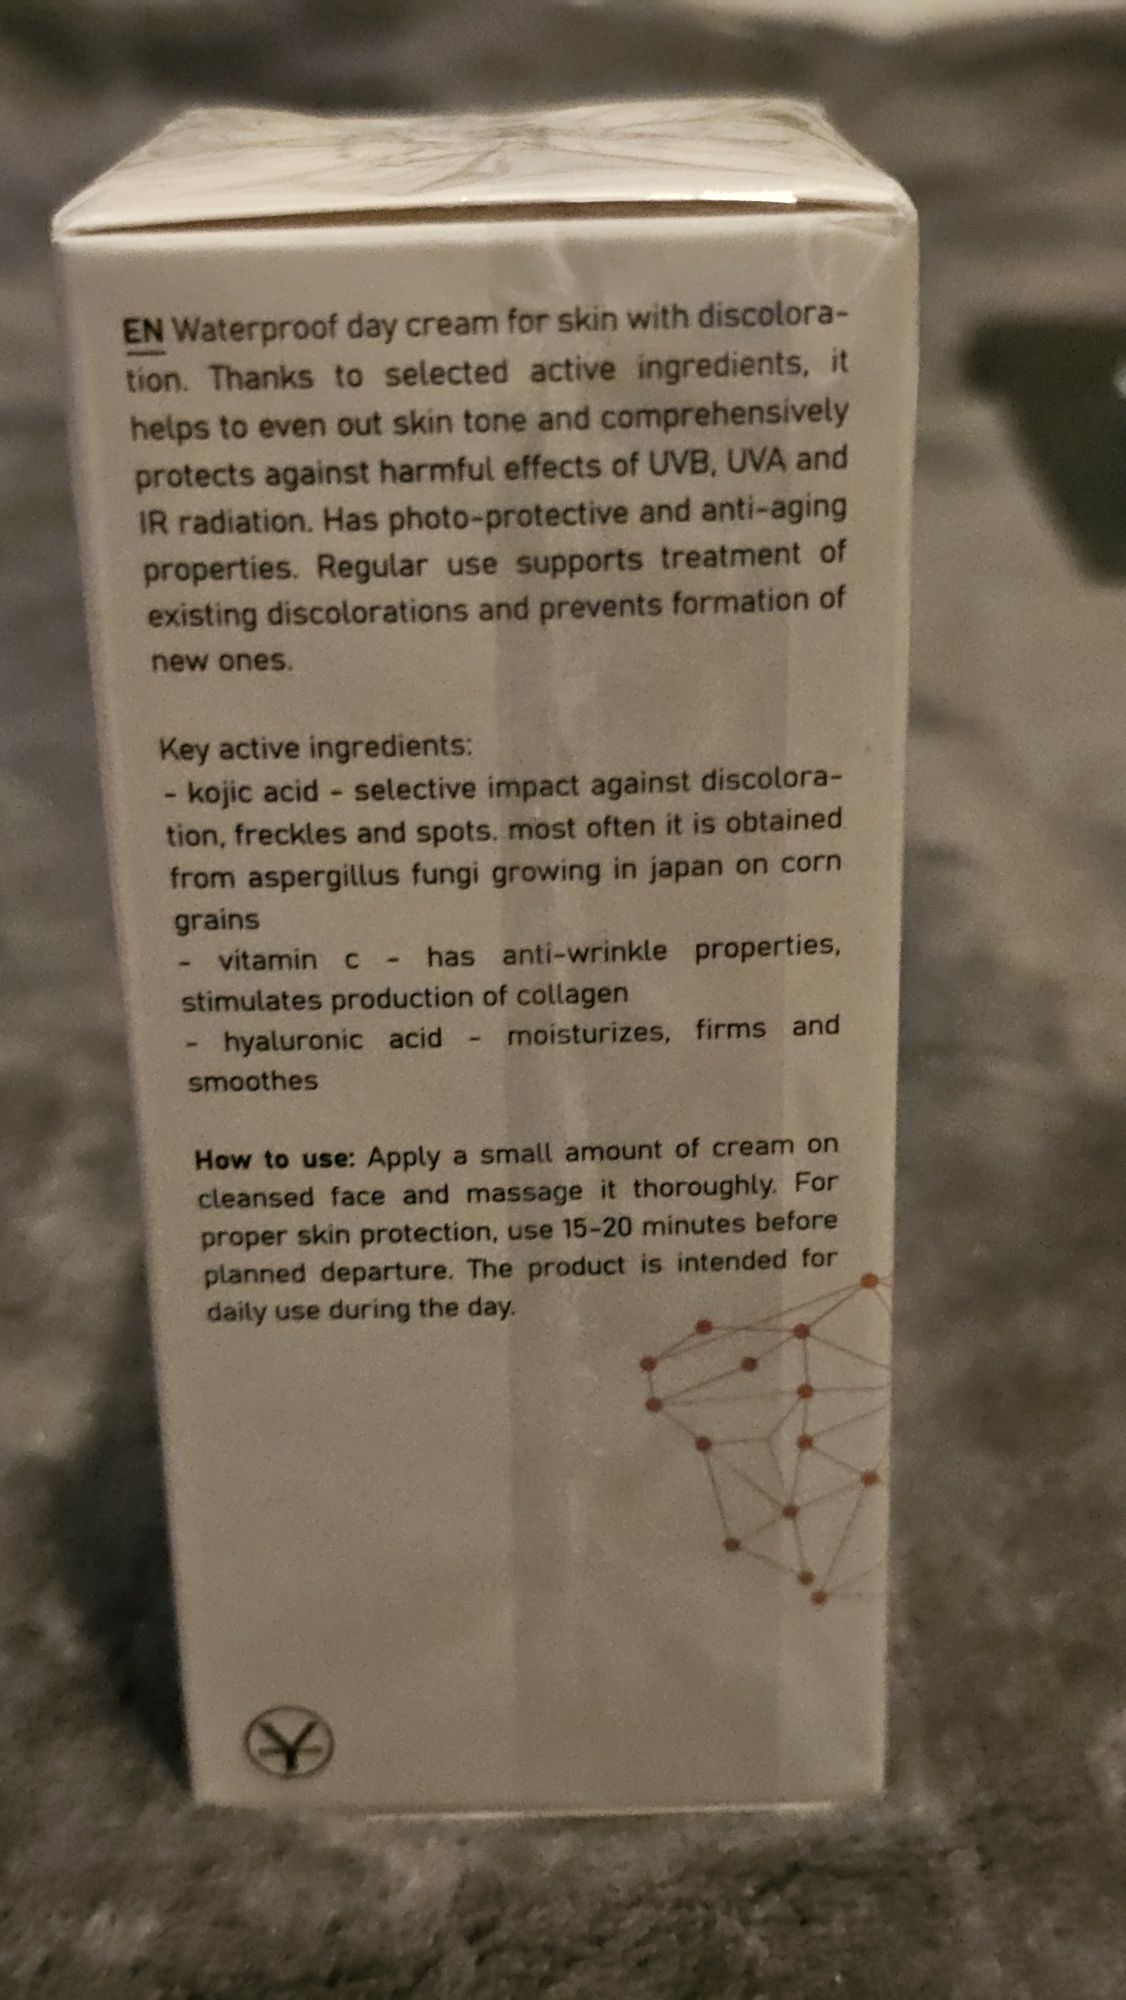 EN Waterproof day cream for skin with discolora-
tion. Thanks to selected active ingredients, it
helps to even out skin tone and comprehensively
protects against harmful effects of UVB, UVA and
IR radiation. Has photo-protective and anti-aging
properties. Regular use supports treatment of
existing discolorations and prevents formation of
new ones.
Key active ingredients:
- kojic acid - selective impact against discolora-
tion, freckles and spots. most often it is obtained
from aspergillus fungi growing in japan on corn
grains
- vitamin c - has anti-wrinkle properties,
stimulates production of collagen
- hyaluronic acid - moisturizes, firms and
smoothes
How to use: Apply a small amount of cream on
cleansed face and massage it thoroughly. For
proper skin protection, use 15-20 minutes before
planned departure. The product is intended for
daily use during the day.